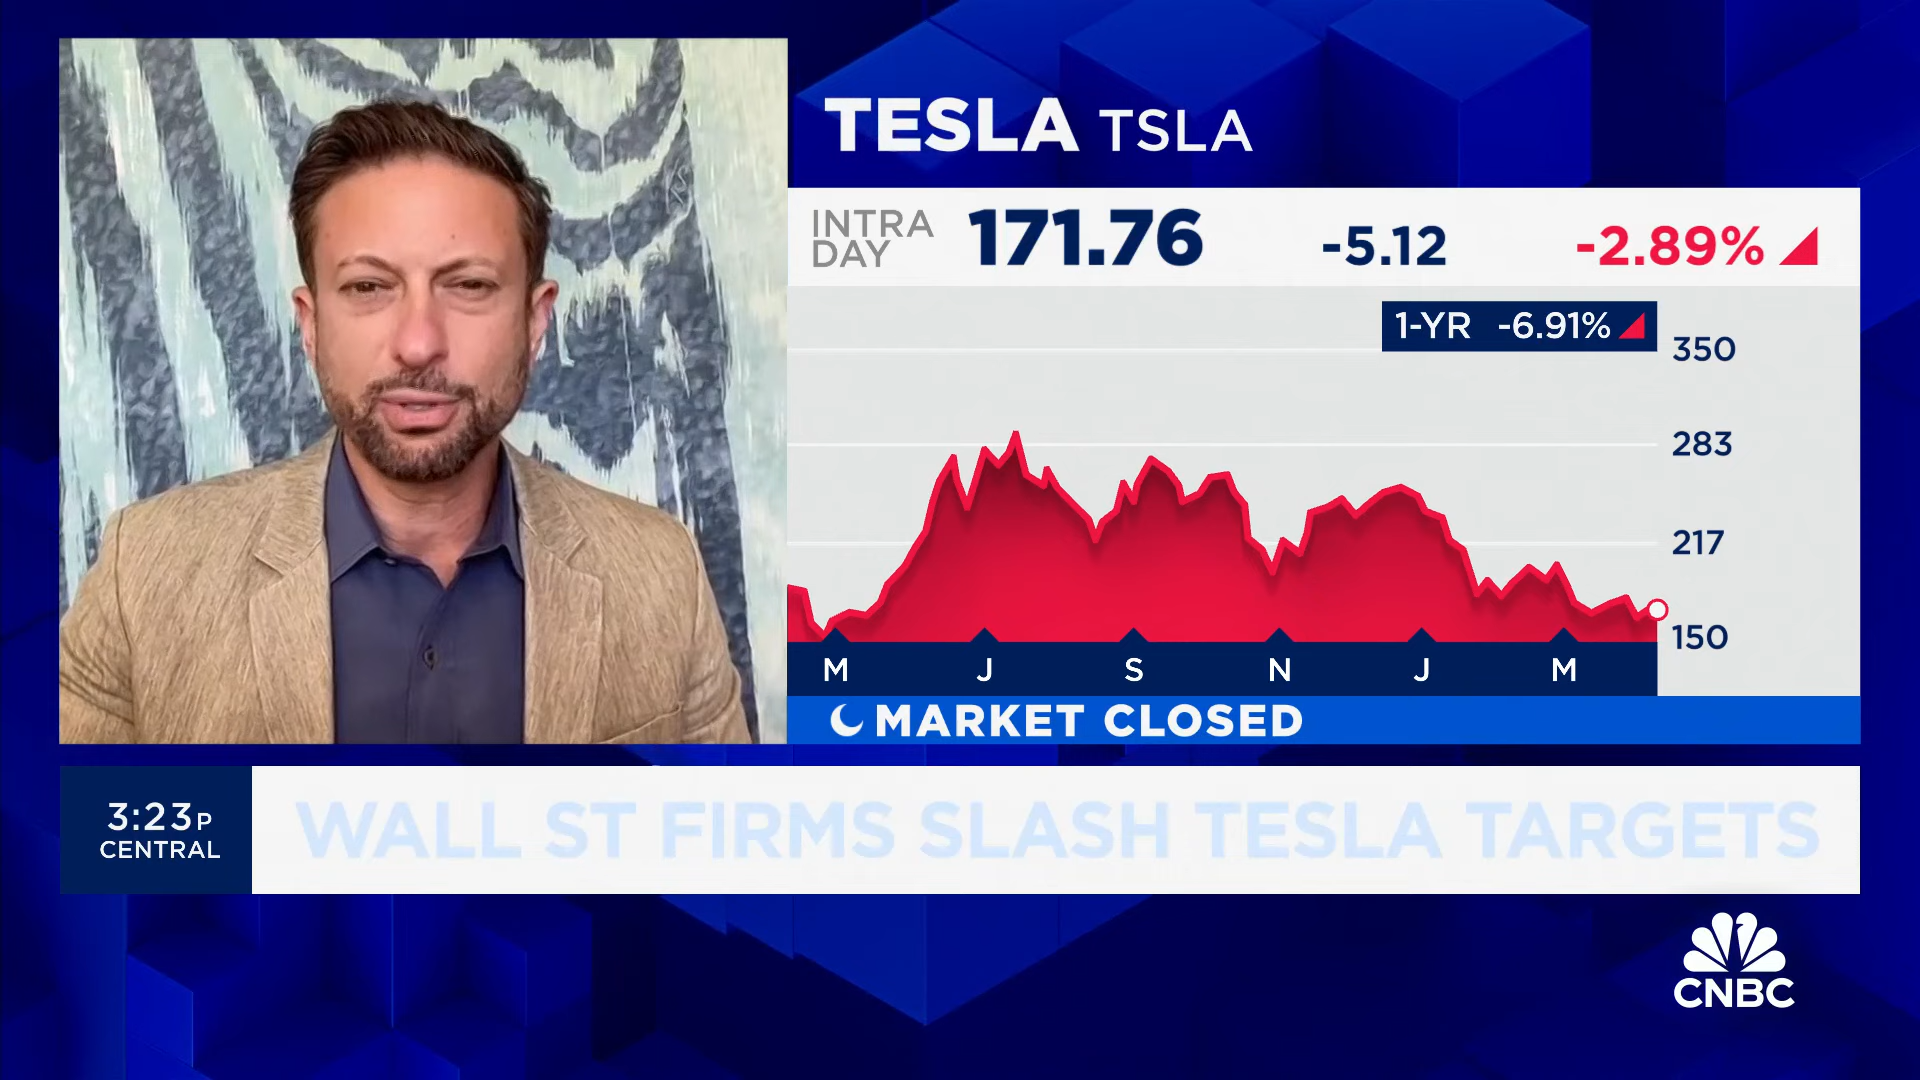 TESLA TSLA
INTRA
DAY
171.76 -5.12 -2.89%
1-YR -6.91%
350
283
217
150
M J S N J M
MARKET CLOSED
3:23P
CENTRAL
WALL ST FIRMS SLASH TESLA TARGETS
CNBC